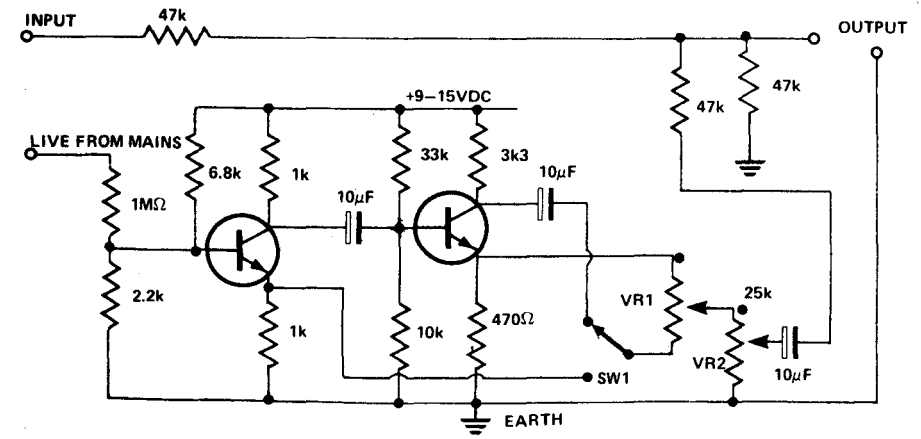 47k
INPUT
OUTPUT
47k
47k
+9–15VDC
LIVE FROM MAINS
6.8k
1k
33k
3k3
10μF
10μF
1MΩ
2.2k
1k
10k
470Ω
VR1
25k
VR2
SW1
10μF
EARTH